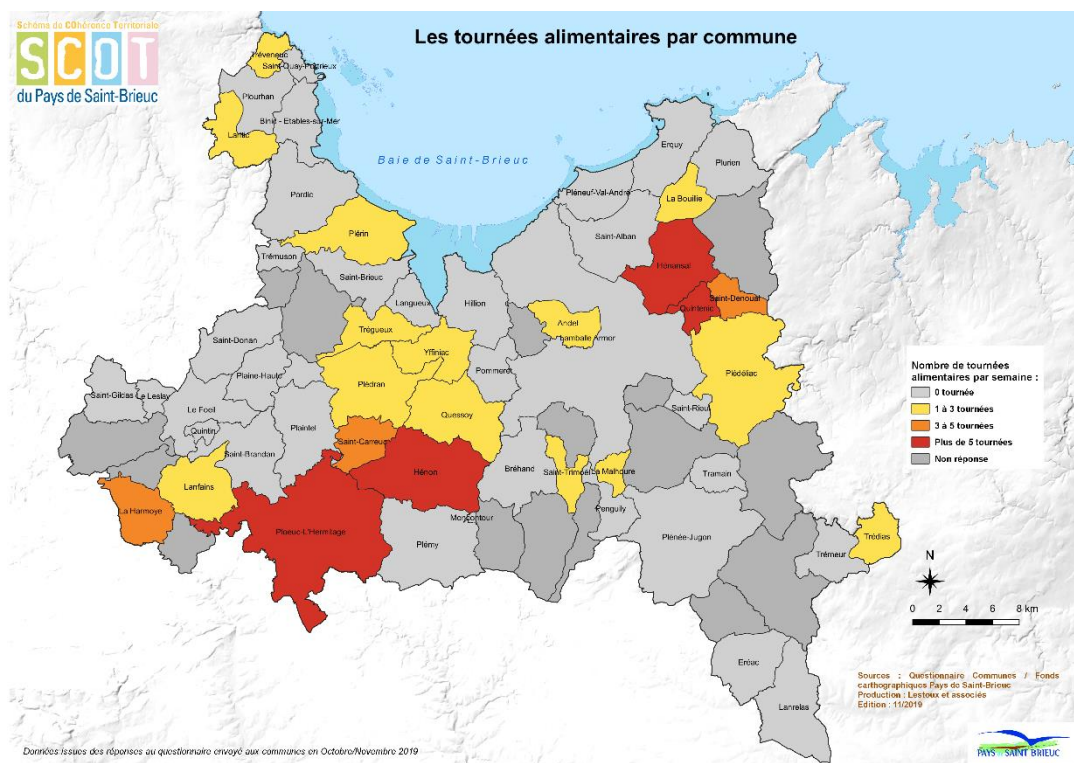 Schéma de COhérence Territoriale
SCOT
du Pays de Saint-Brieuc
Les tournées alimentaires par commune
Tréveneuc
Saint-Quay-Portrieux
Plourhan
Binic - Etables-sur-Mer
Lantic
Baie de Saint-Brieuc
Erquy
Plurien
Pordic
Pléneuf-Val-André
La Bouillie
Plérin
Saint-Alban
Trémuson
Hénansal
Saint-Brieuc
Langueux
Hillion
Saint-Denoual
Quintenic
Andel
Lamballe Armor
Trégueux
Saint-Donan
Yffiniac
Plaine-Haute
Pommeret
Plédran
Plédéliac
Saint-Gildas
Le Leslay
Quessoy
Le Foeil
Saint-Rieul
Quintin
Plaintel
Saint-Carreuc
Saint-Brandan
Hénon
Bréhand
Saint-Trimoël
La Malhoure
Tramain
Lanfains
La Harmoye
Penguily
Moncontour
Ploeuc-L'Hermitage
Plémy
Plénée-Jugon
Trédias
Trémeur
Eréac
Lanrelas
Nombre de tournées
alimentaires par semaine :
0 tournée
1 à 3 tournées
3 à 5 tournées
Plus de 5 tournées
Non réponse
N
0 2 4 6 8 km
Sources : Questionnaire Communes / Fonds
carthographiques Pays de Saint-Brieuc
Production : Lestoux et associés
Edition : 11/2019
Données issues des réponses au questionnaire envoyé aux communes en Octobre/Novembre 2019
PAYS DE SAINT BRIEUC